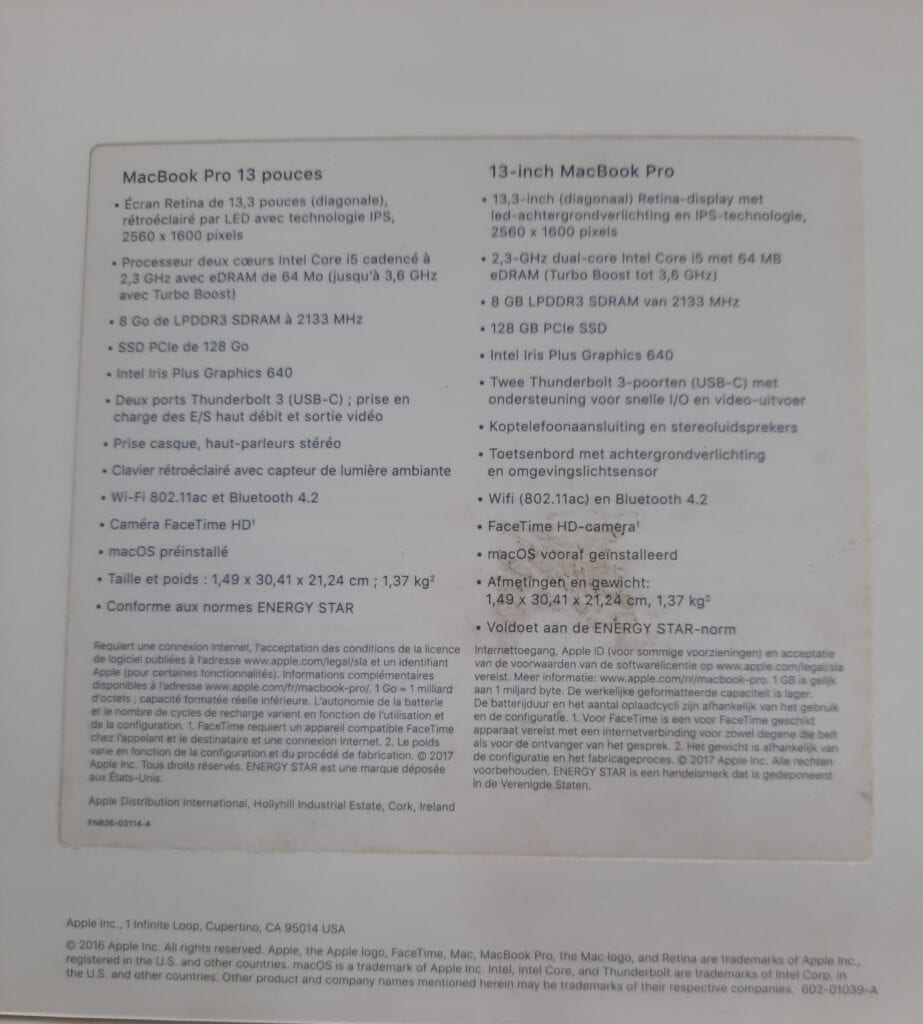 MacBook Pro 13 pouces
• Écran Retina de 13,3 pouces (diagonale),
rétroéclairé par LED avec technologie IPS,
2560 x 1600 pixels
• Processeur deux cœurs Intel Core i5 cadencé à
2,3 GHz avec eDRAM de 64 Mo (jusqu'à 3,6 GHz
avec Turbo Boost)
• 8 Go de LPDDR3 SDRAM à 2133 MHz
• SSD PCIe de 128 Go
• Intel Iris Plus Graphics 640
• Deux ports Thunderbolt 3 (USB-C) ; prise en
charge des E/S haut débit et sortie vidéo
• Prise casque, haut-parleurs stéréo
• Clavier rétroéclairé avec capteur de lumière ambiante
• Wi-Fi 802.11ac et Bluetooth 4.2
• Caméra FaceTime HD¹
• macOS préinstallé
• Taille et poids : 1,49 x 30,41 x 21,24 cm ; 1,37 kg²
• Conforme aux normes ENERGY STAR
Requiert une connexion Internet, l'acceptation des conditions de la licence
de logiciel publiées à l'adresse www.apple.com/legal/sla et un identifiant
Apple (pour certaines fonctionnalités). Informations complémentaires
disponibles à l'adresse www.apple.com/fr/macbook-pro/. 1 Go = 1 milliard
d'octets ; capacité formatée réelle inférieure. L'autonomie de la batterie
et le nombre de cycles de recharge varient en fonction de l'utilisation et
de la configuration. 1. FaceTime requiert un appareil compatible FaceTime
chez l'appelant et le destinataire et une connexion Internet. 2. Le poids
varie en fonction de la configuration et du procédé de fabrication. © 2017
Apple Inc. Tous droits réservés. ENERGY STAR est une marque déposée
aux États-Unis.
Apple Distribution International, Hollyhill Industrial Estate, Cork, Ireland
FN626-03114-A
13-inch MacBook Pro
• 13,3-inch (diagonaal) Retina-display met
led-achtergrondverlichting en IPS-technologie,
2560 x 1600 pixels
• 2,3-GHz dual-core Intel Core i5 met 64 MB
eDRAM (Turbo Boost tot 3,6 GHz)
• 8 GB LPDDR3 SDRAM van 2133 MHz
• 128 GB PCIe SSD
• Intel Iris Plus Graphics 640
• Twee Thunderbolt 3-poorten (USB-C) met
ondersteuning voor snelle I/O en video-uitvoer
• Koptelefoonaansluiting en stereoluidsprekers
• Toetsenbord met achtergrondverlichting
en omgevingslichtsensor
• Wifi (802.11ac) en Bluetooth 4.2
• FaceTime HD-camera¹
• macOS vooraf geïnstalleerd
• Afmetingen en gewicht:
1,49 x 30,41 x 21,24 cm, 1,37 kg²
• Voldoet aan de ENERGY STAR-norm
Internettoegang, Apple ID (voor sommige voorzieningen) en acceptatie
van de voorwaarden van de softwarelicentie op www.apple.com/legal/sla
vereist. Meer informatie: www.apple.com/nl/macbook-pro. 1 GB is gelijk
aan 1 miljard byte. De werkelijke geformatteerde capaciteit is lager.
De batterijduur en het aantal oplaadcycli zijn afhankelijk van het gebruik
en de configuratie. 1. Voor FaceTime is een voor FaceTime geschikt
apparaat vereist met een internetverbinding voor zowel degene die belt
als voor de ontvanger van het gesprek. 2. Het gewicht is afhankelijk van
de configuratie en het fabricageproces. © 2017 Apple Inc. Alle rechten
voorbehouden. ENERGY STAR is een handelsmerk dat is gedeponeerd
in de Verenigde Staten.
Apple Inc., 1 Infinite Loop, Cupertino, CA 95014 USA
© 2016 Apple Inc. All rights reserved. Apple, the Apple logo, FaceTime, Mac, MacBook Pro, the Mac logo, and Retina are trademarks of Apple Inc.,
registered in the U.S. and other countries. macOS is a trademark of Apple Inc. Intel, Intel Core, and Thunderbolt are trademarks of Intel Corp. in
the U.S. and other countries. Other product and company names mentioned herein may be trademarks of their respective companies. 602-01039-A